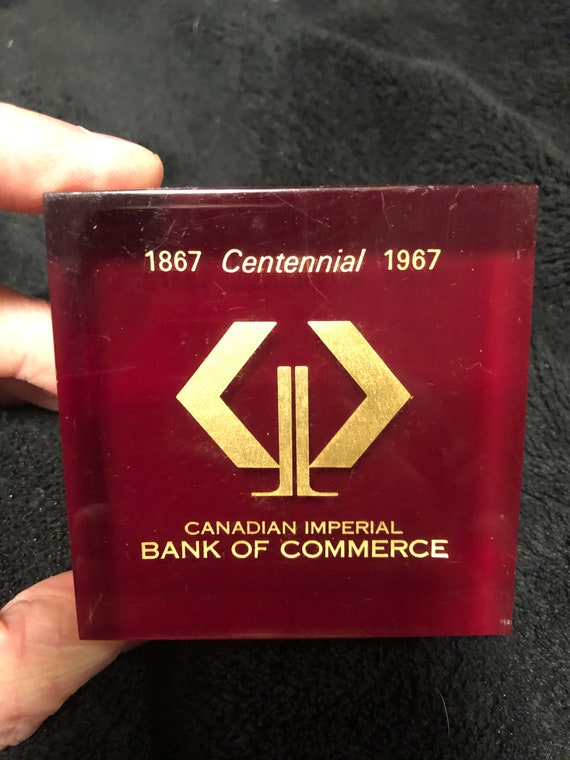 1867 Centennial 1967
CANADIAN IMPERIAL
BANK OF COMMERCE